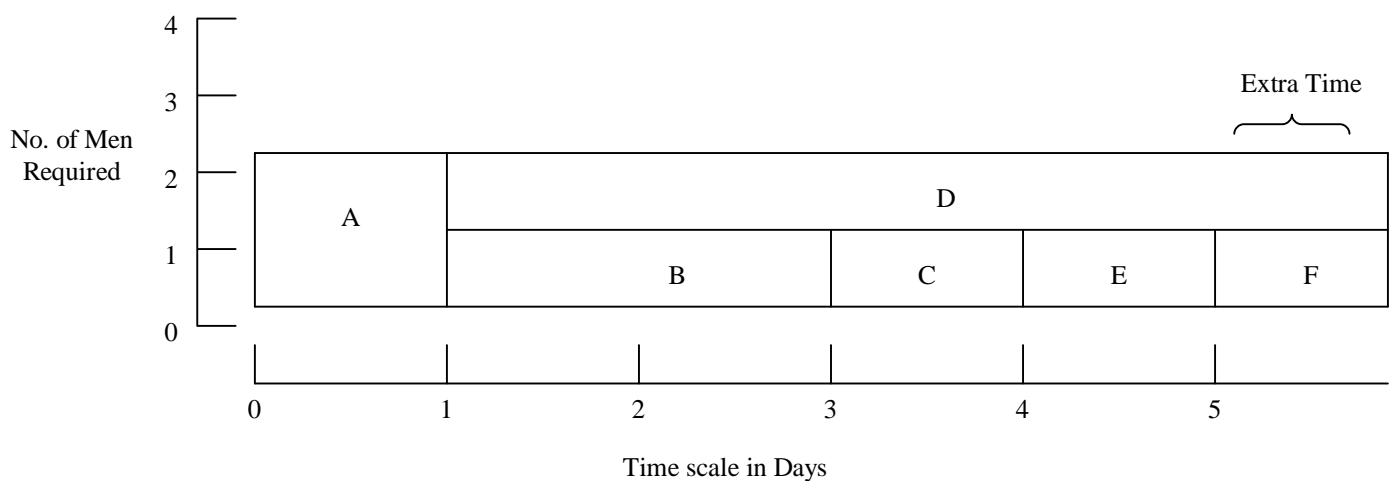 4
3
Extra Time
No. of Men
Required
2
A
D
1
B
C
E
F
0
0
1
2
3
4
5
Time scale in Days